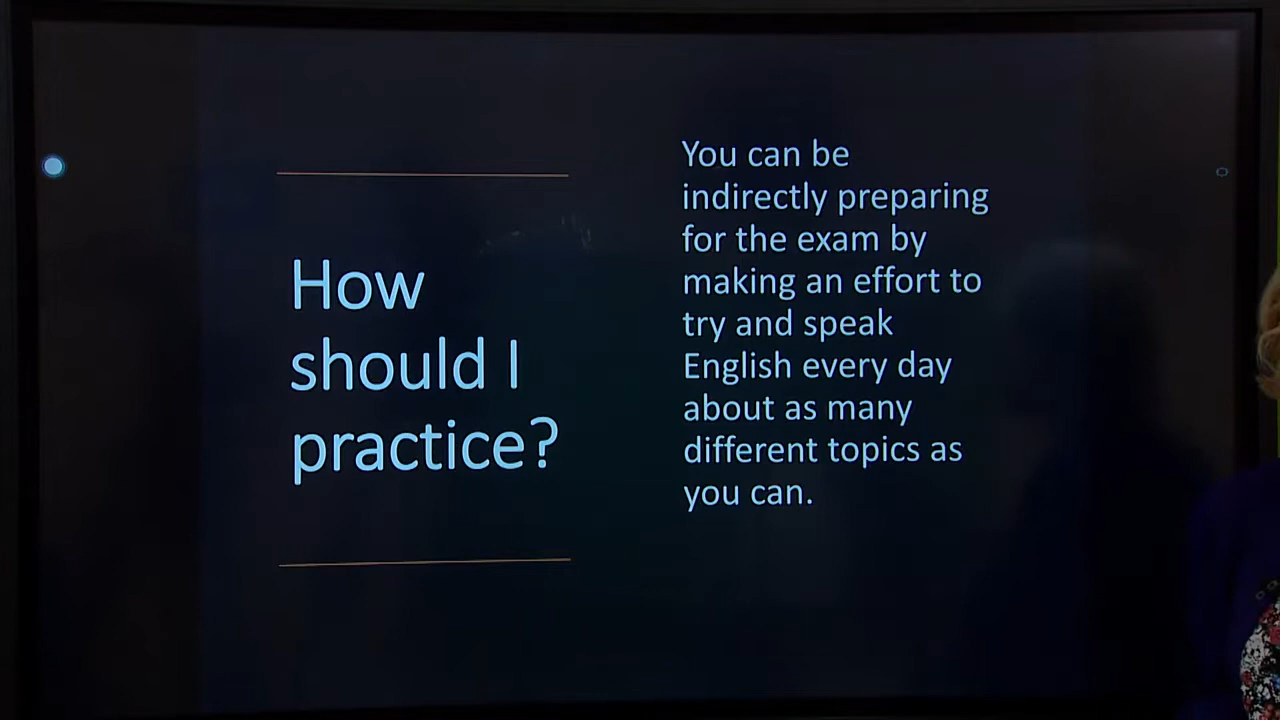 How
should I
practice?
You can be
indirectly preparing
for the exam by
making an effort to
try and speak
English every day
about as many
different topics as
you can.